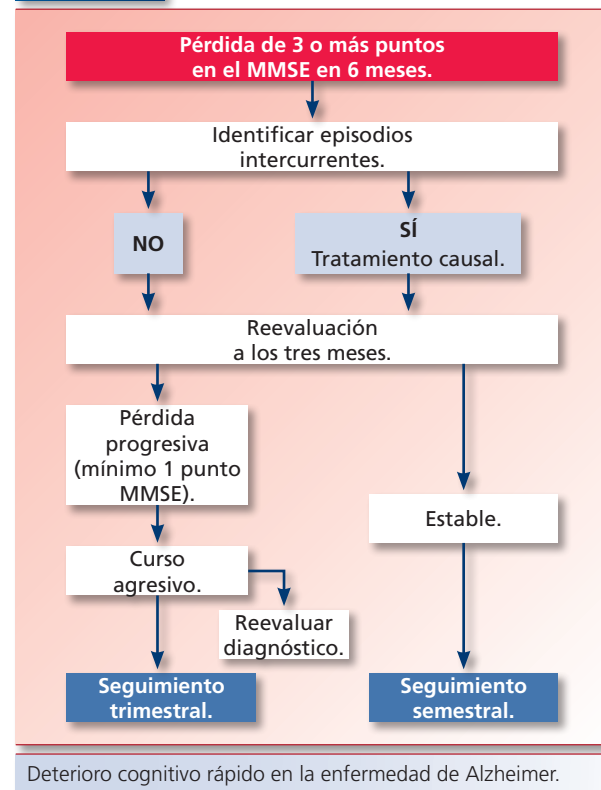 Pérdida de 3 o más puntos
en el MMSE en 6 meses.
Identificar episodios
intercurrentes.
NO
SÍ
Tratamiento causal.
Reevaluación
a los tres meses.
Pérdida
progresiva
(mínimo 1 punto
MMSE).
Estable.
Curso
agresivo.
Reevaluar
diagnóstico.
Seguimiento
trimestral.
Seguimiento
semestral.
Deterioro cognitivo rápido en la enfermedad de Alzheimer.